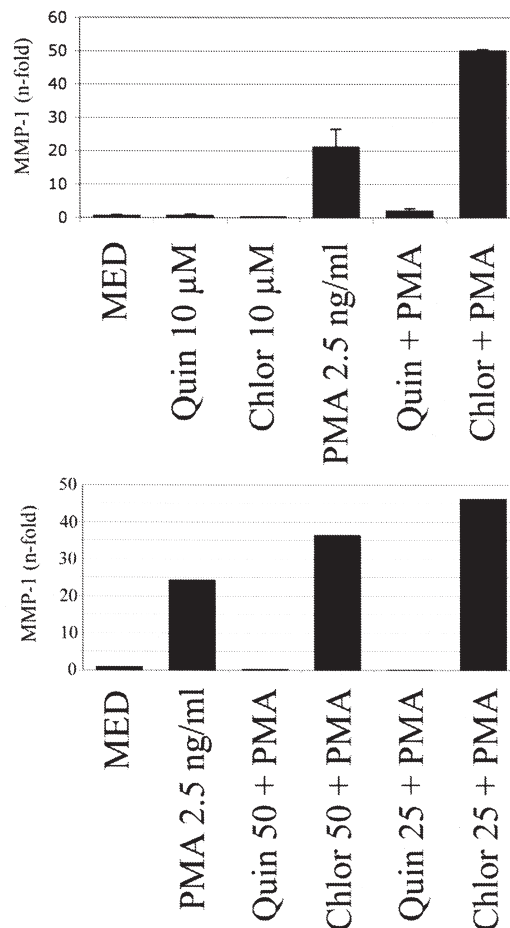 MMP-1 (n-fold)
60
50
40
30
20
10
0
MED
Quin 10 µM
Chlor 10 µM
PMA 2.5 ng/ml
Quin + PMA
Chlor + PMA
MMP-1 (n-fold)
50
40
30
20
10
0
MED
PMA 2.5 ng/ml
Quin 50 + PMA
Chlor 50 + PMA
Quin 25 + PMA
Chlor 25 + PMA